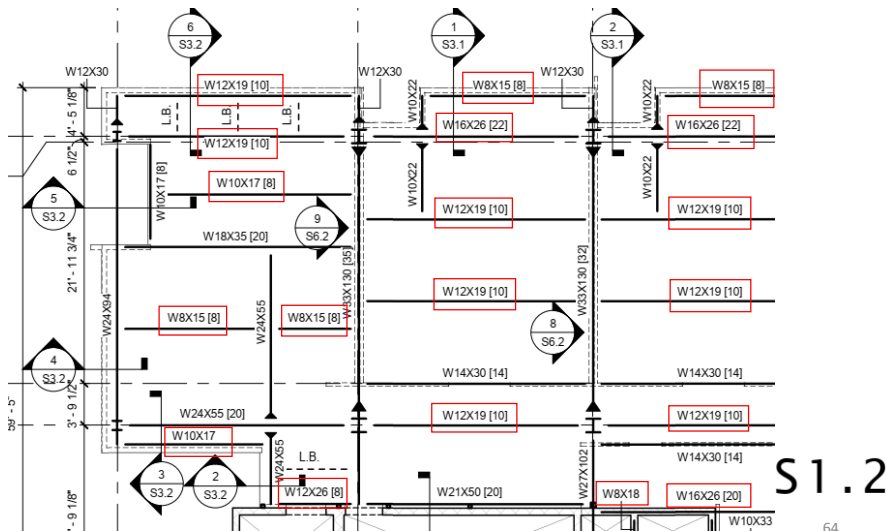 6
S3.2
1
S3.1
2
S3.1
W12X30
W12X19 [10]
W12X30
W8X15 [8]
W12X30
W8X15 [8]
4' - 5 1/8"
L.B.
L.B.
L.B.
W10X22
W10X22
W16X26 [22]
W16X26 [22]
W12X19 [10]
6 1/2"
W10X17 [8]
W10X17 [8]
W10X22
W10X22
5
S3.2
9
S6.2
W12X19 [10]
W12X19 [10]
W18X35 [20]
21' - 11 3/4"
W24X94
W24X55
W33X130 [35]
W33X130 [32]
W12X19 [10]
W12X19 [10]
W8X15 [8]
W8X15 [8]
8
S6.2
4
S3.2
W14X30 [14]
W14X30 [14]
3' - 9 1/2"
59' - 5"
W24X55 [20]
W12X19 [10]
W12X19 [10]
W10X17
W24X55
L.B.
W27X102
W14X30 [14]
3
S3.2
2
S3.2
W12X26 [8]
W21X50 [20]
W8X18
W16X26 [20]
S1.2
W10X33
- 9 1/8"
64